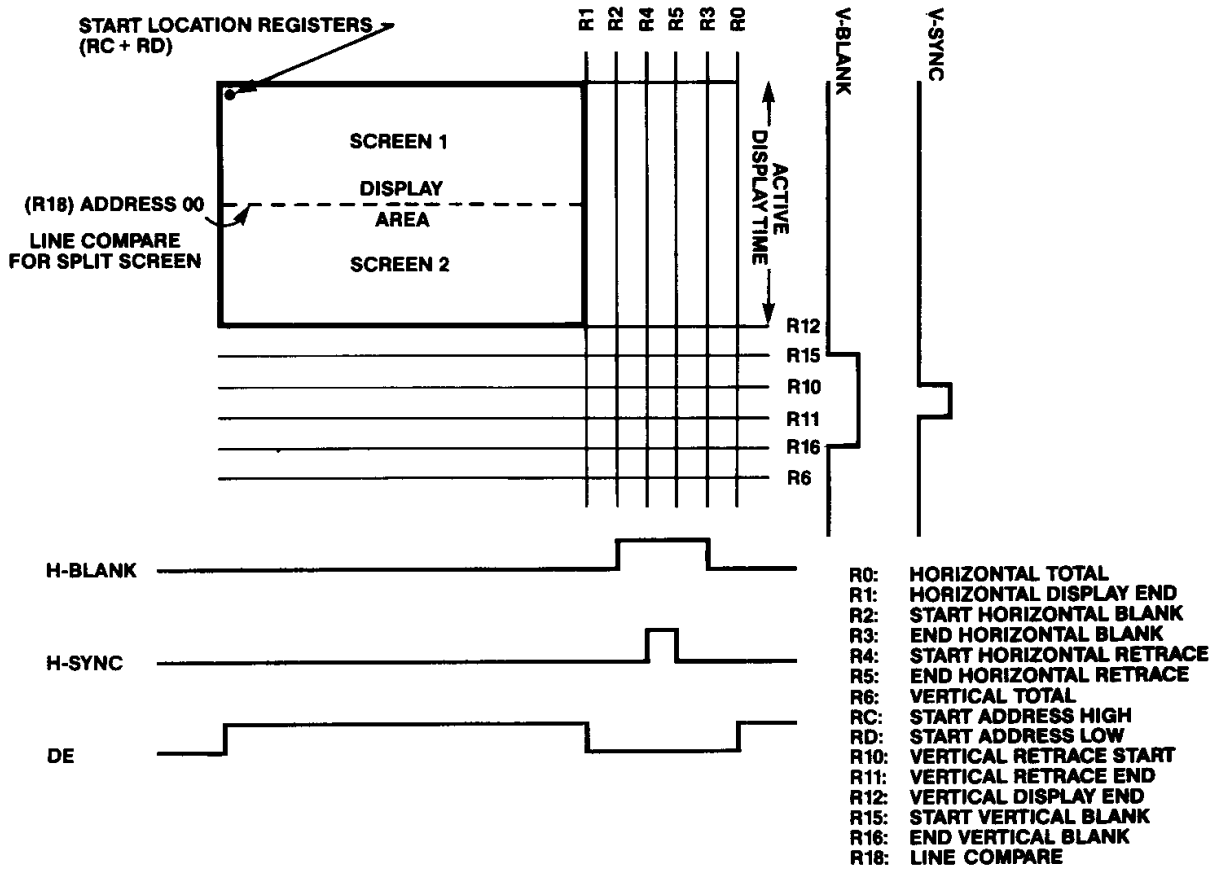 START LOCATION REGISTERS
(RC + RD)
R1
R2
R4
R5
R3
R0
V-BLANK
V-SYNC
SCREEN 1
DISPLAY
AREA
SCREEN 2
(R18) ADDRESS 00
LINE COMPARE
FOR SPLIT SCREEN
ACTIVE
DISPLAY TIME
R12
R15
R10
R11
R16
R6
H-BLANK
H-SYNC
DE
R0: HORIZONTAL TOTAL
R1: HORIZONTAL DISPLAY END
R2: START HORIZONTAL BLANK
R3: END HORIZONTAL BLANK
R4: START HORIZONTAL RETRACE
R5: END HORIZONTAL RETRACE
R6: VERTICAL TOTAL
RC: START ADDRESS HIGH
RD: START ADDRESS LOW
R10: VERTICAL RETRACE START
R11: VERTICAL RETRACE END
R12: VERTICAL DISPLAY END
R15: START VERTICAL BLANK
R16: END VERTICAL BLANK
R18: LINE COMPARE